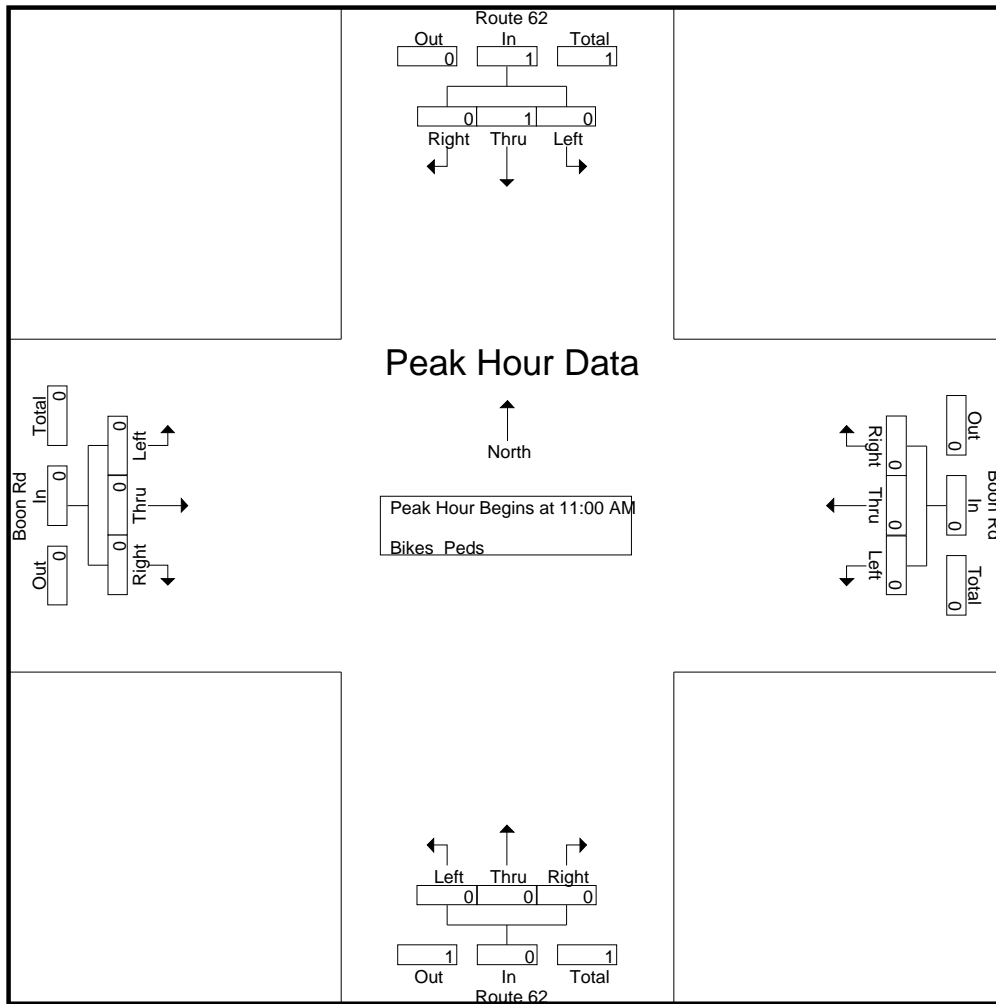 Route 62
Out In Total
0 1 1
0 1 0
Right Thru Left
Peak Hour Data
North
Peak Hour Begins at 11:00 AM
Bikes Peds
Boon Rd
Out In Total
0 0 0
Right Thru Left
0 0 0
Boon Rd
Out In Total
0 0 0
Right Thru Left
0 0 0
Left Thru Right
0 0 0
1 0 1
Out In Total
Route 62